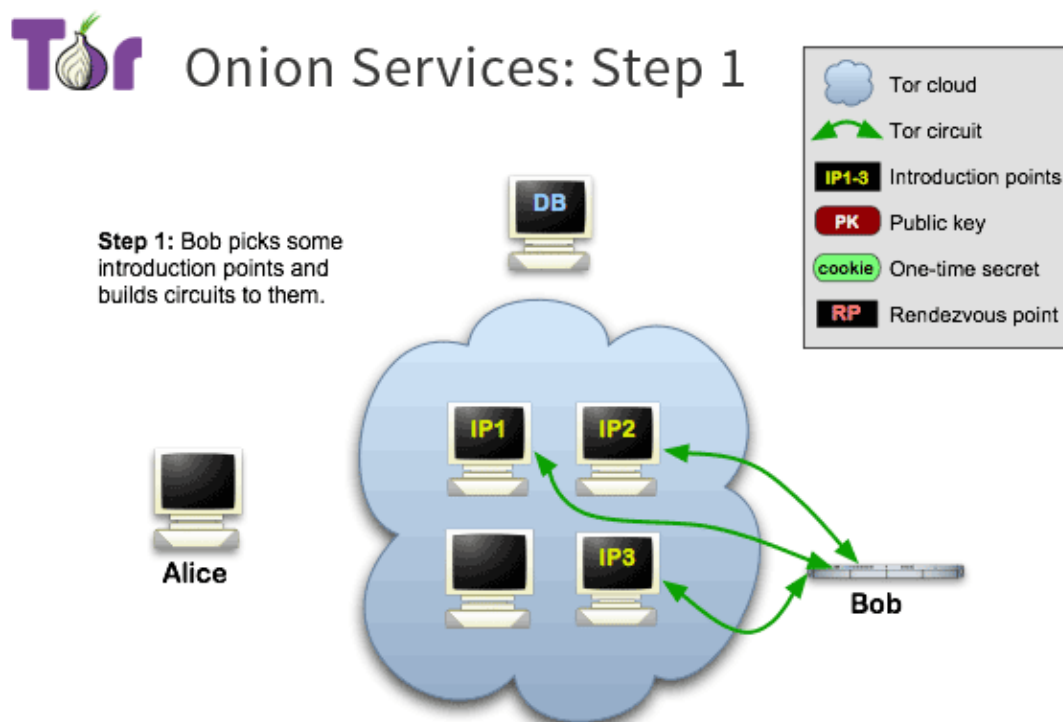 Tor
Onion Services: Step 1
Tor cloud
Tor circuit
IP1-3 Introduction points
PK Public key
cookie One-time secret
RP Rendezvous point
DB
Step 1: Bob picks some
introduction points and
builds circuits to them.
IP1
IP2
IP3
Alice
Bob